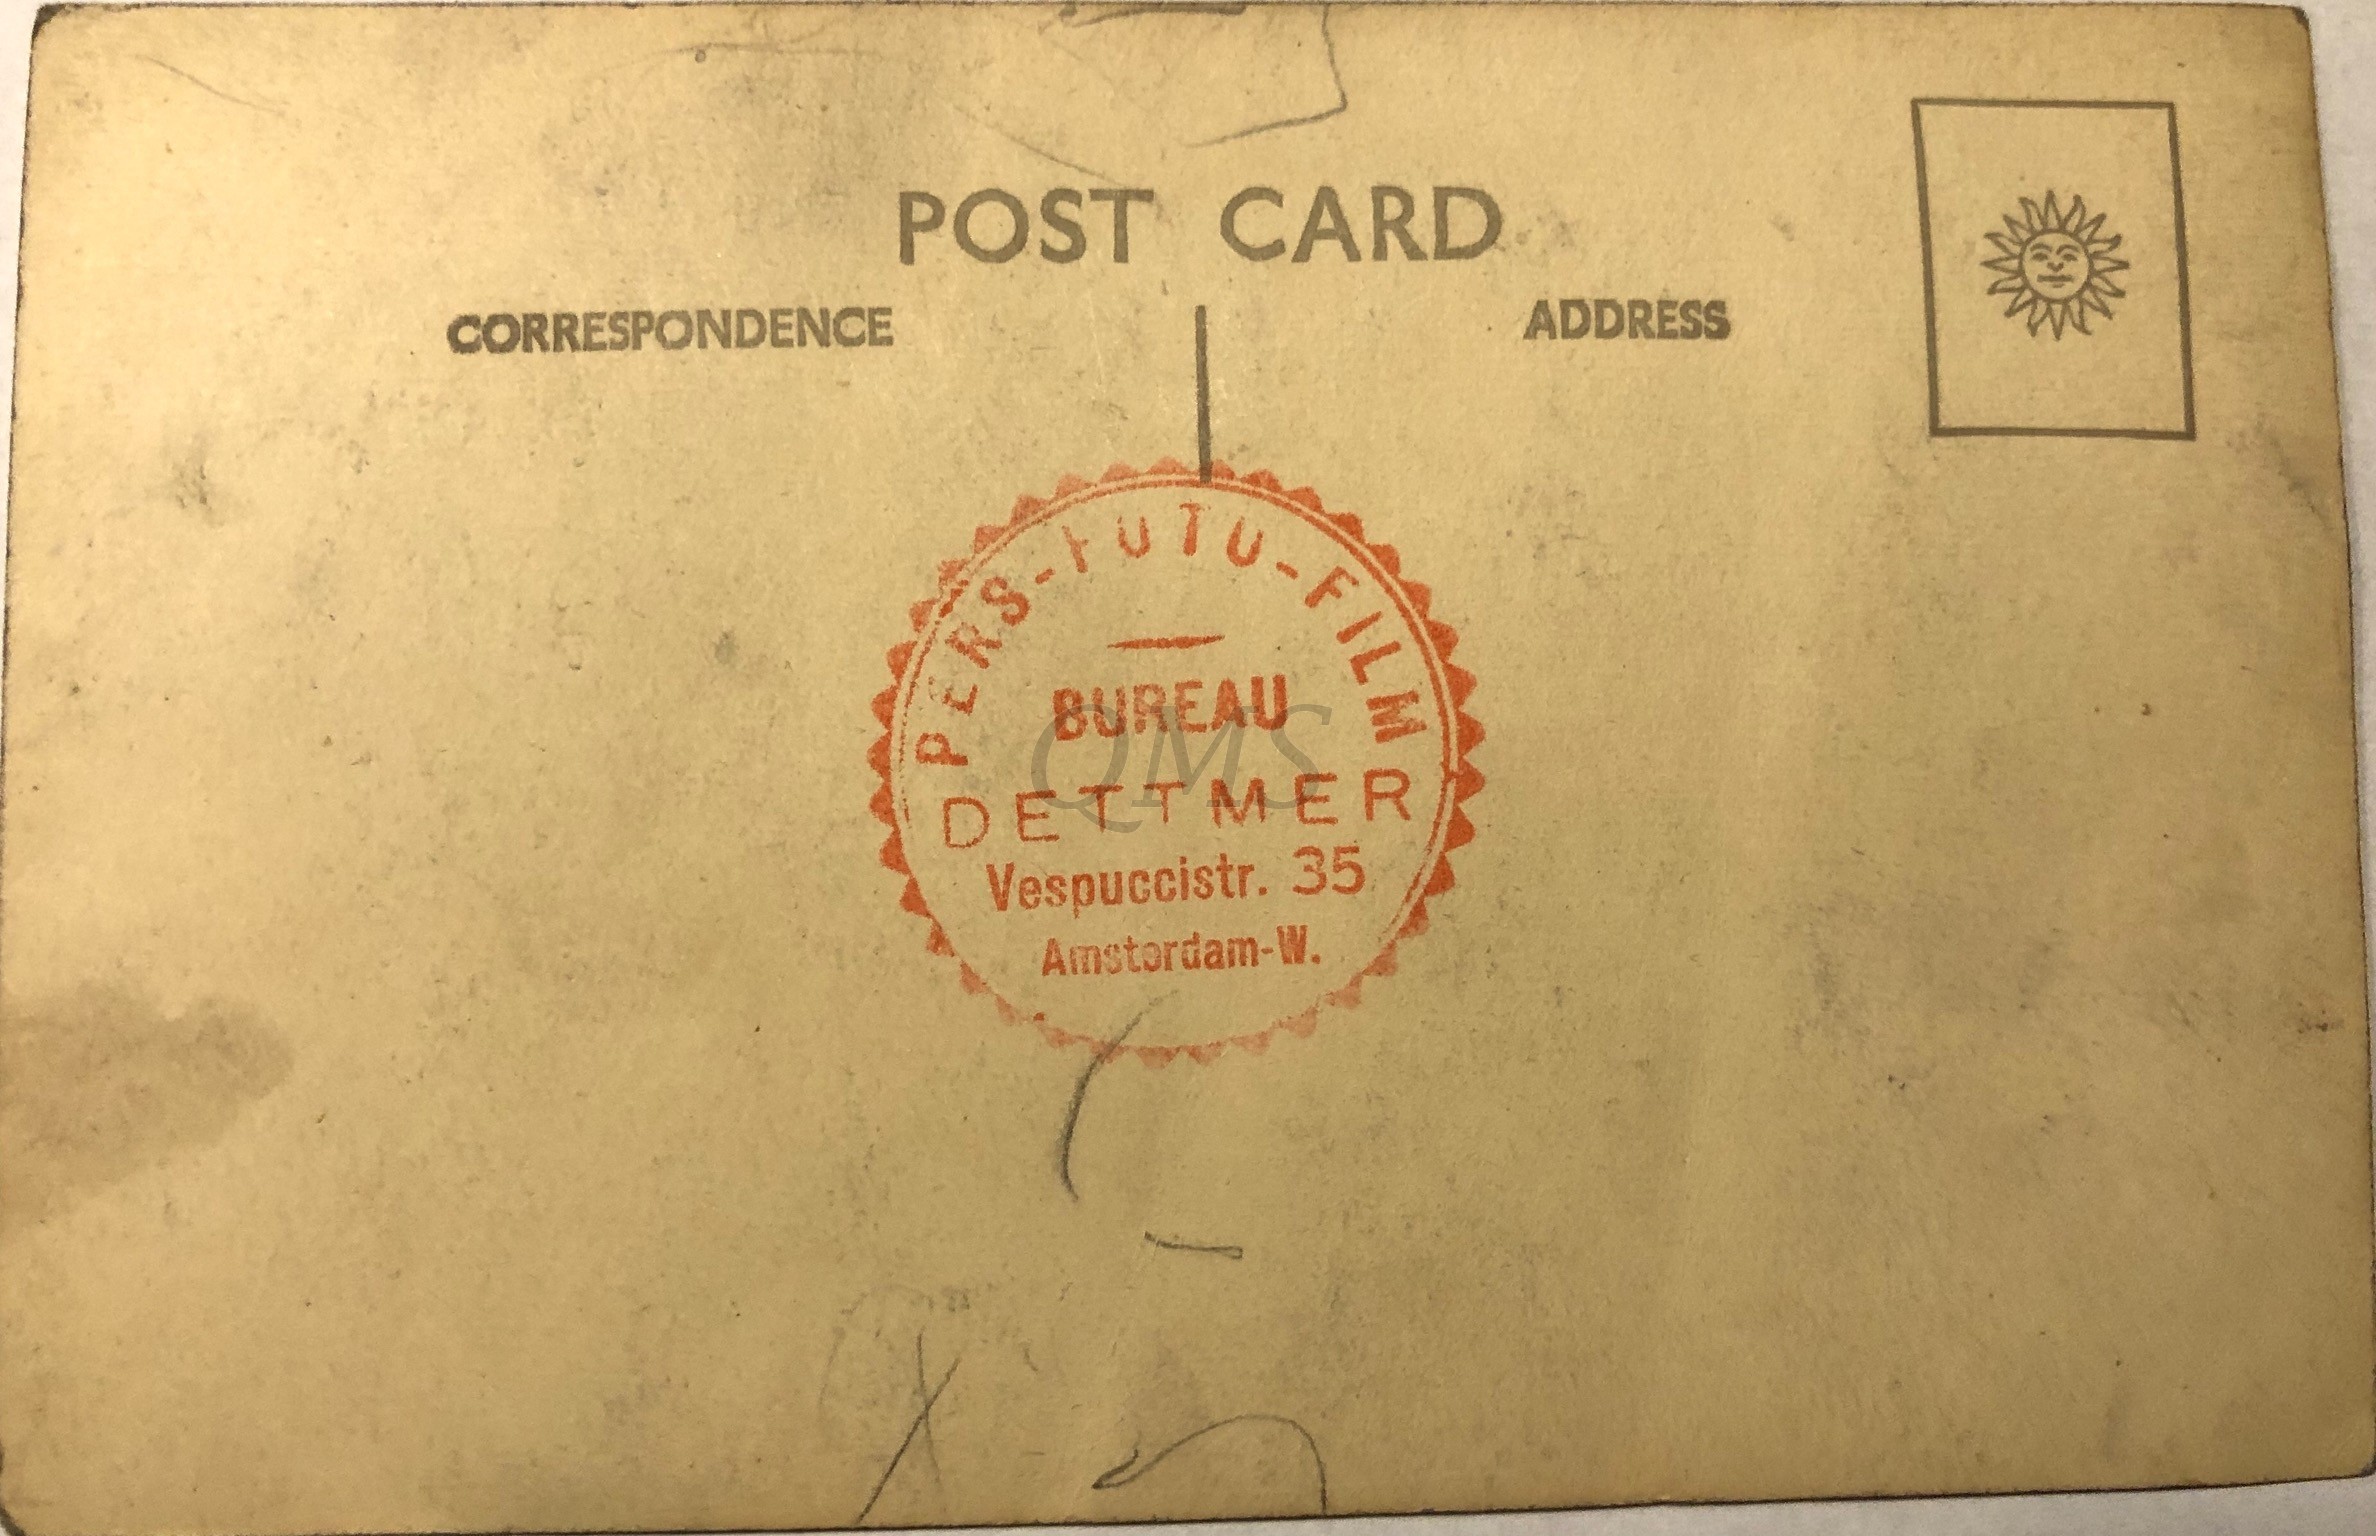 POST CARD
CORRESPONDENCE
ADDRESS
PERS-FOTO-FILM
BUREAU
DETTMER
Vespuccistr. 35
Amsterdam-W.
QMS